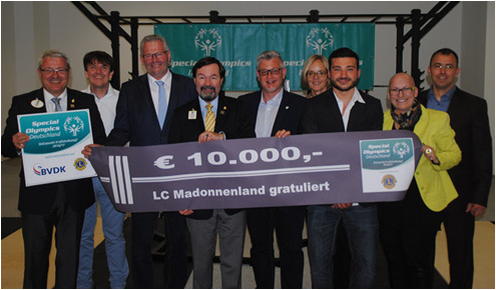 Special
Olympics
Special
Olympics
Special
Olympics
Deutschland
BVDK
€ 10.000,-
LC Madonnenland gratuliert
Special
Olympics
Deutschland